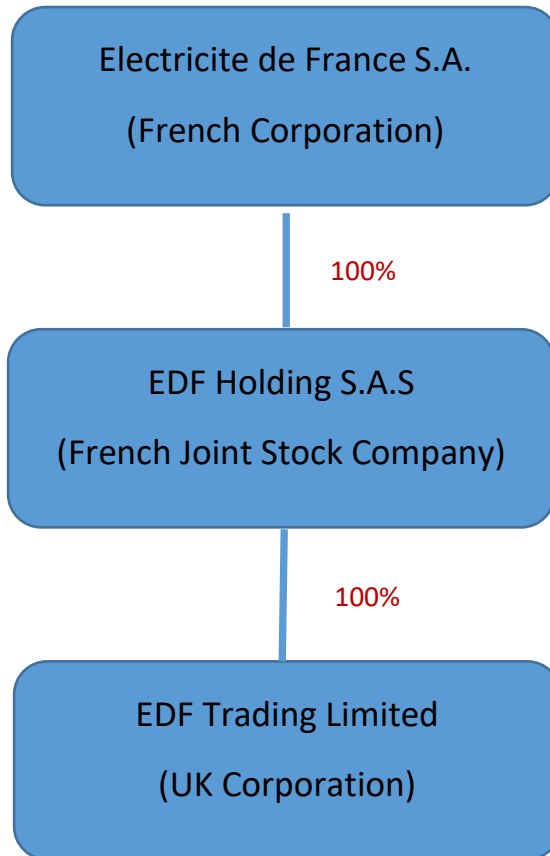 Electricite de France S.A.
(French Corporation)
100%
EDF Holding S.A.S
(French Joint Stock Company)
100%
EDF Trading Limited
(UK Corporation)